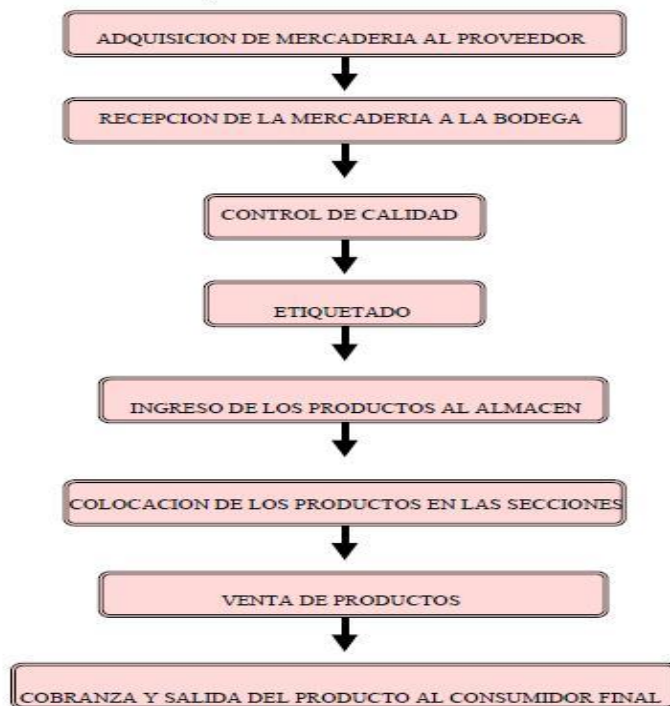 ADQUISICION DE MERCADERIA AL PROVEEDOR
RECEPCION DE LA MERCADERIA A LA BODEGA
CONTROL DE CALIDAD
ETIQUETADO
INGRESO DE LOS PRODUCTOS AL ALMACEN
COLOCACION DE LOS PRODUCTOS EN LAS SECCIONES
VENTA DE PRODUCTOS
COBRANZA Y SALIDA DEL PRODUCTO AL CONSUMIDOR FINAL